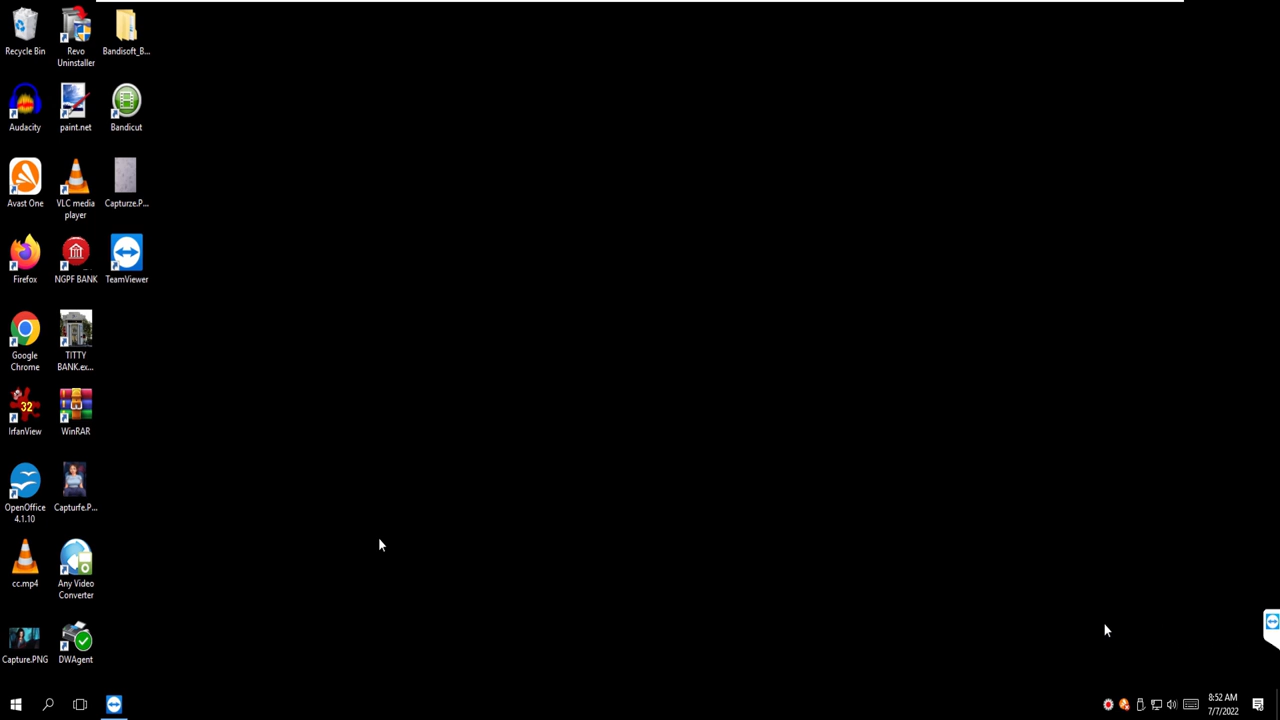 Recycle Bin
Revo
Uninstaller
Bandisoft_B...
Audacity
paint.net
Bandicut
Avast One
VLC media
player
Capturze.P...
Firefox
NGPF BANK
TeamViewer
Google
Chrome
TITTY
BANK.ex...
32
IrfanView
WinRAR
OpenOffice
4.1.10
Capturfe.P...
cc.mp4
Any Video
Converter
Capture.PNG
DWAgent
8:52 AM
7/7/2022